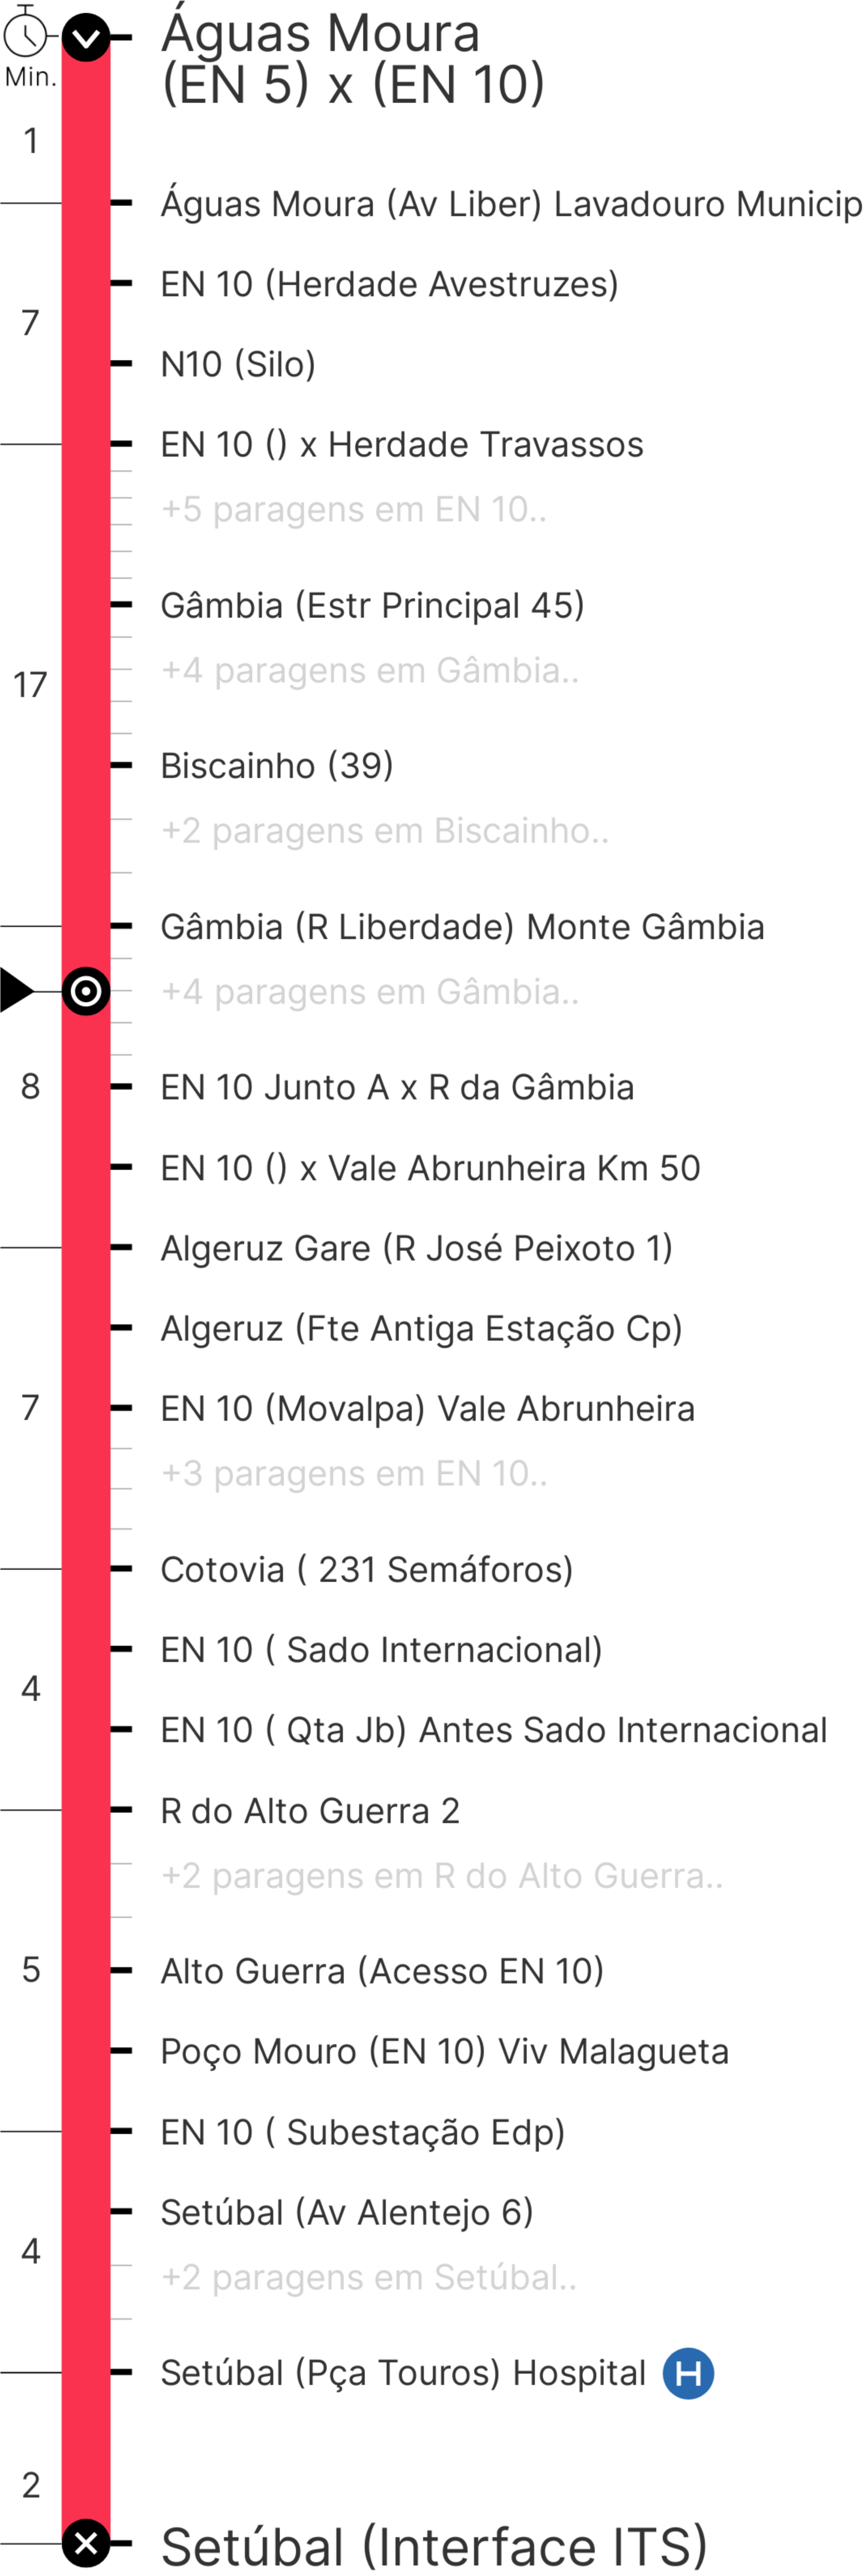 Águas Moura
(EN 5) x (EN 10)
Min.
1
Águas Moura (Av Liber) Lavadouro Municip
EN 10 (Herdade Avestruzes)
7
N10 (Silo)
EN 10 () x Herdade Travassos
+5 paragens em EN 10..
Gâmbia (Estr Principal 45)
+4 paragens em Gâmbia..
17
Biscainho (39)
+2 paragens em Biscainho..
Gâmbia (R Liberdade) Monte Gâmbia
+4 paragens em Gâmbia..
8
EN 10 Junto A x R da Gâmbia
EN 10 () x Vale Abrunheira Km 50
Algeruz Gare (R José Peixoto 1)
Algeruz (Fte Antiga Estação Cp)
7
EN 10 (Movalpa) Vale Abrunheira
+3 paragens em EN 10..
Cotovia ( 231 Semáforos)
EN 10 ( Sado Internacional)
4
EN 10 ( Qta Jb) Antes Sado Internacional
R do Alto Guerra 2
+2 paragens em R do Alto Guerra..
5
Alto Guerra (Acesso EN 10)
Poço Mouro (EN 10) Viv Malagueta
EN 10 ( Subestação Edp)
Setúbal (Av Alentejo 6)
4
+2 paragens em Setúbal..
Setúbal (Pça Touros) Hospital H
2
Setúbal (Interface ITS)